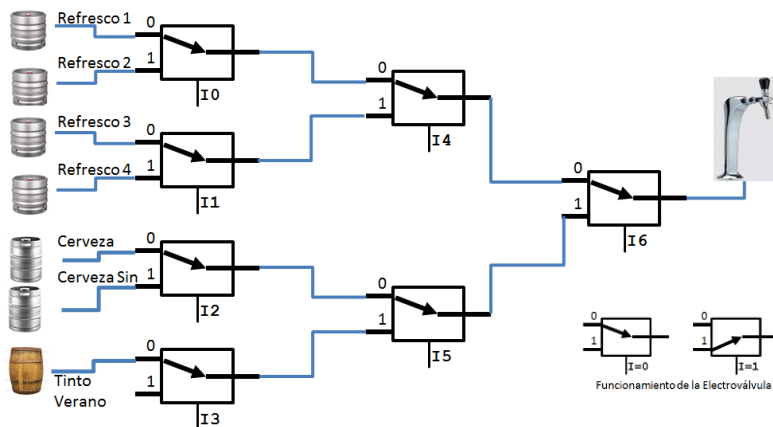 Refresco 1
0
Refresco 2
1
I0
Refresco 3
0
Refresco 4
1
I1
0
1
I4
Cerveza
0
Cerveza Sin
1
I2
Tinto
Verano
0
1
I3
0
1
I5
0
1
I6
0
1
I=0
0
1
I=1
Funcionamiento de la Electroválvula